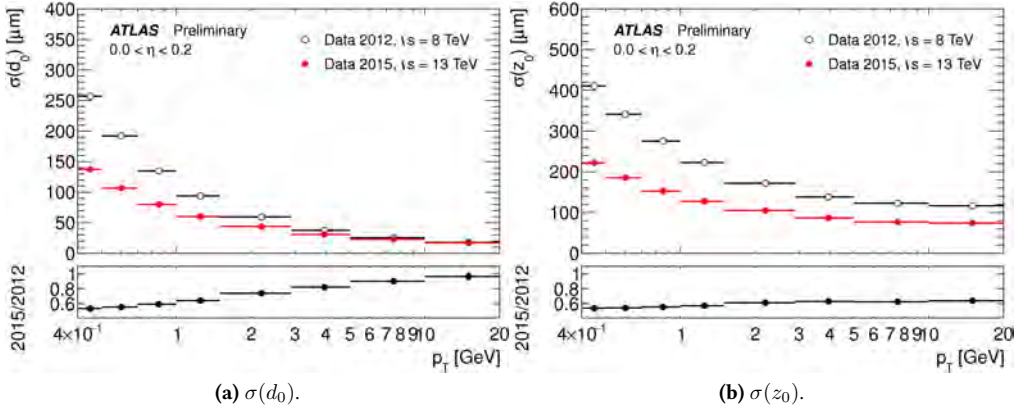 σ(d₀) [μm]
400
350
300
250
200
150
100
50
0
ATLAS Preliminary
0.0 < η < 0.2
Data 2012, √s = 8 TeV
Data 2015, √s = 13 TeV
2015/2012
1
0.8
0.6
4×10⁻¹ 1 2 3 4 5 6 7 8 9 10 20
p_T [GeV]
(a) σ(d₀).
σ(z₀) [μm]
600
500
400
300
200
100
0
ATLAS Preliminary
0.0 < η < 0.2
Data 2012, √s = 8 TeV
Data 2015, √s = 13 TeV
2015/2012
1
0.8
0.6
4×10⁻¹ 1 2 3 4 5 6 7 8 9 10 20
p_T [GeV]
(b) σ(z₀).